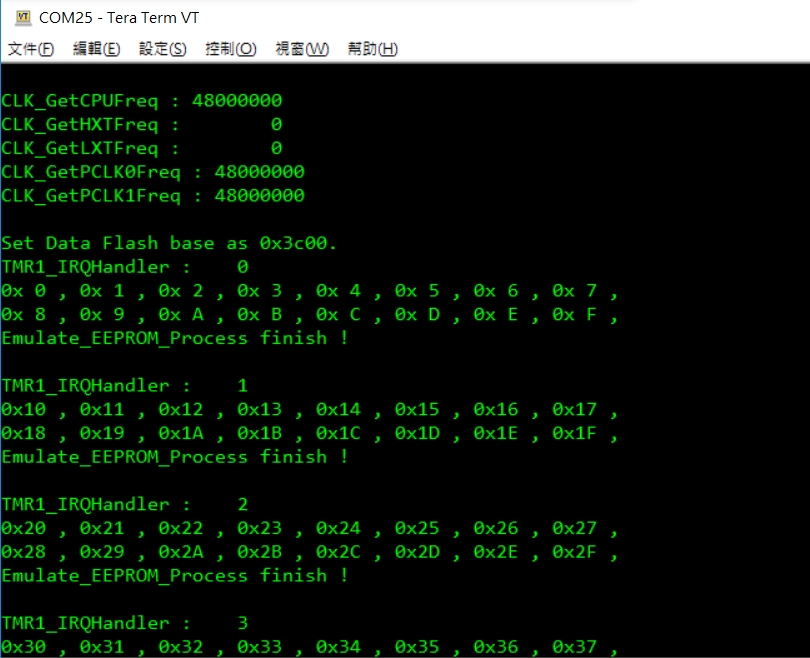 COM25 - Tera Term VT
文件(F) 編輯(E) 設定(S) 控制(O) 視窗(W) 幫助(H)
CLK_GetCPUFreq : 48000000
CLK_GetHXTFreq :        0
CLK_GetLXTFreq :        0
CLK_GetPCLK0Freq : 48000000
CLK_GetPCLK1Freq : 48000000
Set Data Flash base as 0x3c00.
TMR1_IRQHandler :    0
0x 0 , 0x 1 , 0x 2 , 0x 3 , 0x 4 , 0x 5 , 0x 6 , 0x 7 ,
0x 8 , 0x 9 , 0x A , 0x B , 0x C , 0x D , 0x E , 0x F ,
Emulate_EEPROM_Process finish !
TMR1_IRQHandler :    1
0x10 , 0x11 , 0x12 , 0x13 , 0x14 , 0x15 , 0x16 , 0x17 ,
0x18 , 0x19 , 0x1A , 0x1B , 0x1C , 0x1D , 0x1E , 0x1F ,
Emulate_EEPROM_Process finish !
TMR1_IRQHandler :    2
0x20 , 0x21 , 0x22 , 0x23 , 0x24 , 0x25 , 0x26 , 0x27 ,
0x28 , 0x29 , 0x2A , 0x2B , 0x2C , 0x2D , 0x2E , 0x2F ,
Emulate_EEPROM_Process finish !
TMR1_IRQHandler :    3
0x30 , 0x31 , 0x32 , 0x33 , 0x34 , 0x35 , 0x36 , 0x37 ,